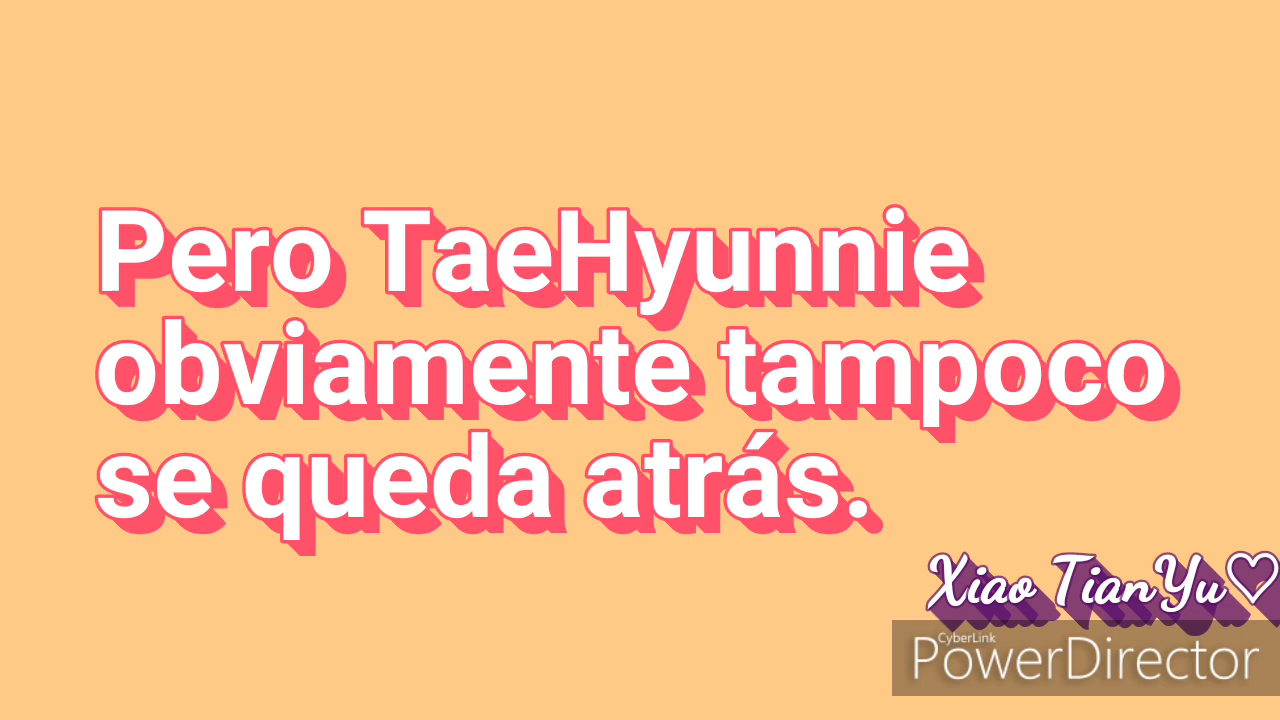 Pero TaeHyunnie
obviamente tampoco
se queda atrás.
Xiao TianYu♡
CyberLink
PowerDirector